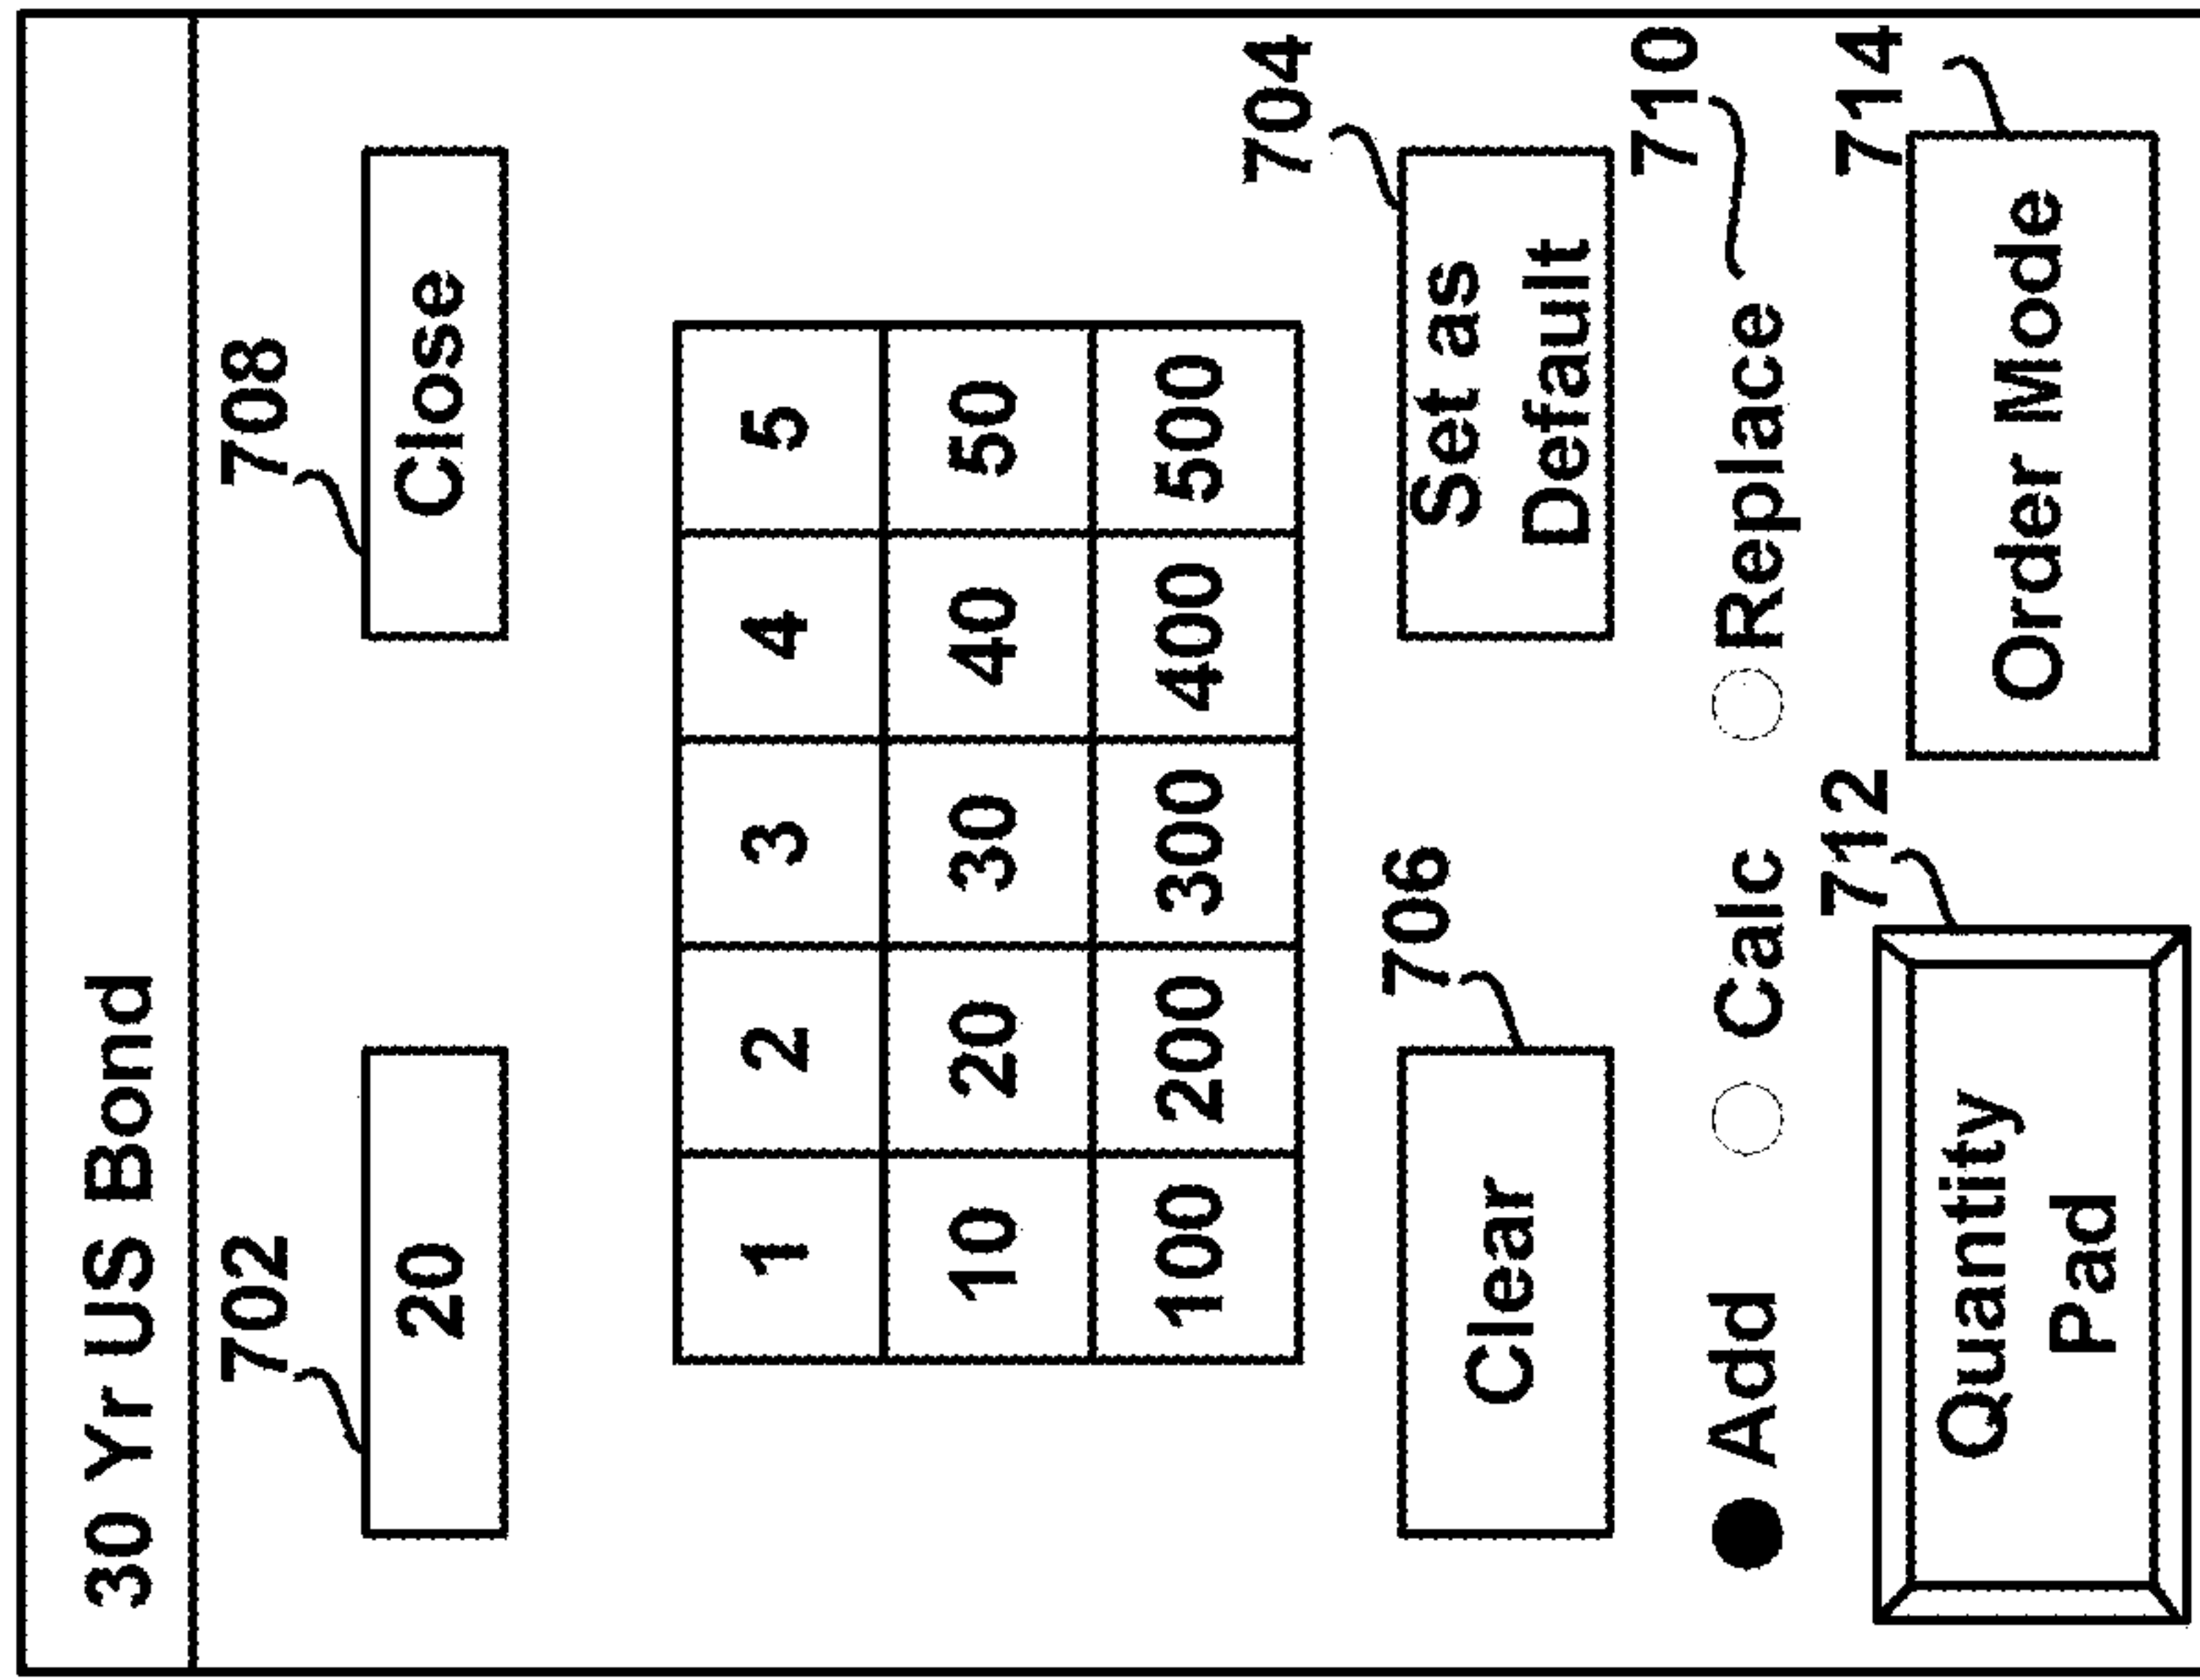 30 Yr US Bond
702
708
20
Close
1 2 3 4 5
10 20 30 40 50
100 200 300 400 500
706
704
Clear
Set as
Default
710
Add Calc Replace
712
714
Quantity
Pad
Order Mode